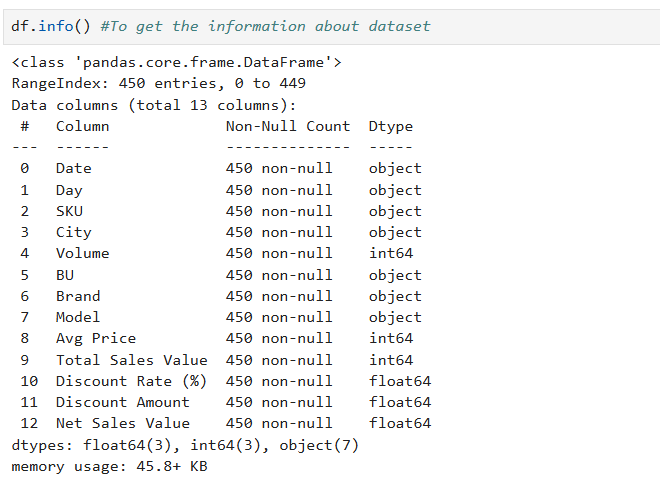 df.info() #To get the information about dataset
<class 'pandas.core.frame.DataFrame'>
RangeIndex: 450 entries, 0 to 449
Data columns (total 13 columns):
 #   Column             Non-Null Count  Dtype
---  ------             --------------  -----
 0   Date               450 non-null    object
 1   Day                450 non-null    object
 2   SKU                450 non-null    object
 3   City               450 non-null    object
 4   Volume             450 non-null    int64
 5   BU                 450 non-null    object
 6   Brand              450 non-null    object
 7   Model              450 non-null    object
 8   Avg Price          450 non-null    int64
 9   Total Sales Value  450 non-null    int64
 10  Discount Rate (%)  450 non-null    float64
 11  Discount Amount    450 non-null    float64
 12  Net Sales Value    450 non-null    float64
dtypes: float64(3), int64(3), object(7)
memory usage: 45.8+ KB